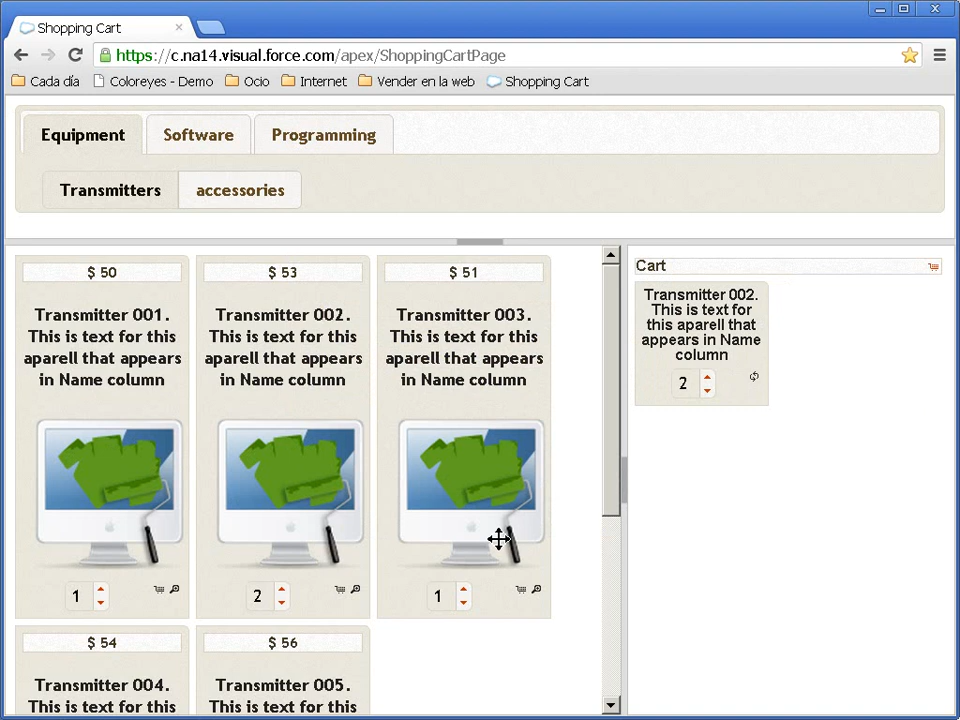 Shopping Cart
https://c.na14.visual.force.com/apex/ShoppingCartPage
Cada día Coloreyes - Demo Ocio Internet Vender en la web Shopping Cart
Equipment Software Programming
Transmitters accessories
$ 50
Transmitter 001.
This is text for this
aparell that appears
in Name column
1
$ 53
Transmitter 002.
This is text for this
aparell that appears
in Name column
2
$ 51
Transmitter 003.
This is text for this
aparell that appears
in Name column
1
$ 54
Transmitter 004.
This is text for this
$ 56
Transmitter 005.
This is text for this
Cart
Transmitter 002.
This is text for
this aparell that
appears in Name
column
2